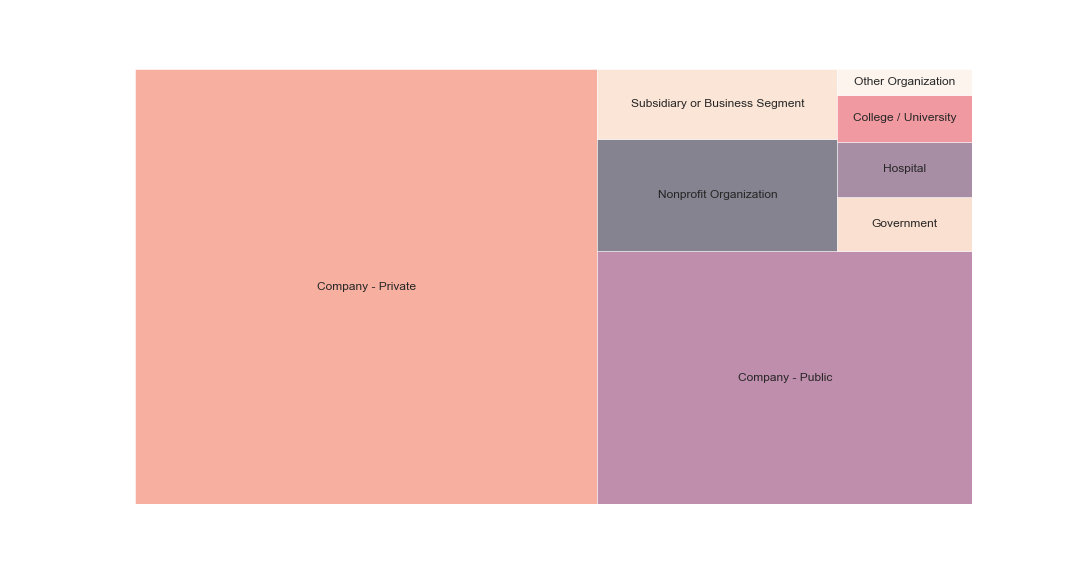 Other Organization
Subsidiary or Business Segment
College / University
Hospital
Nonprofit Organization
Government
Company - Private
Company - Public